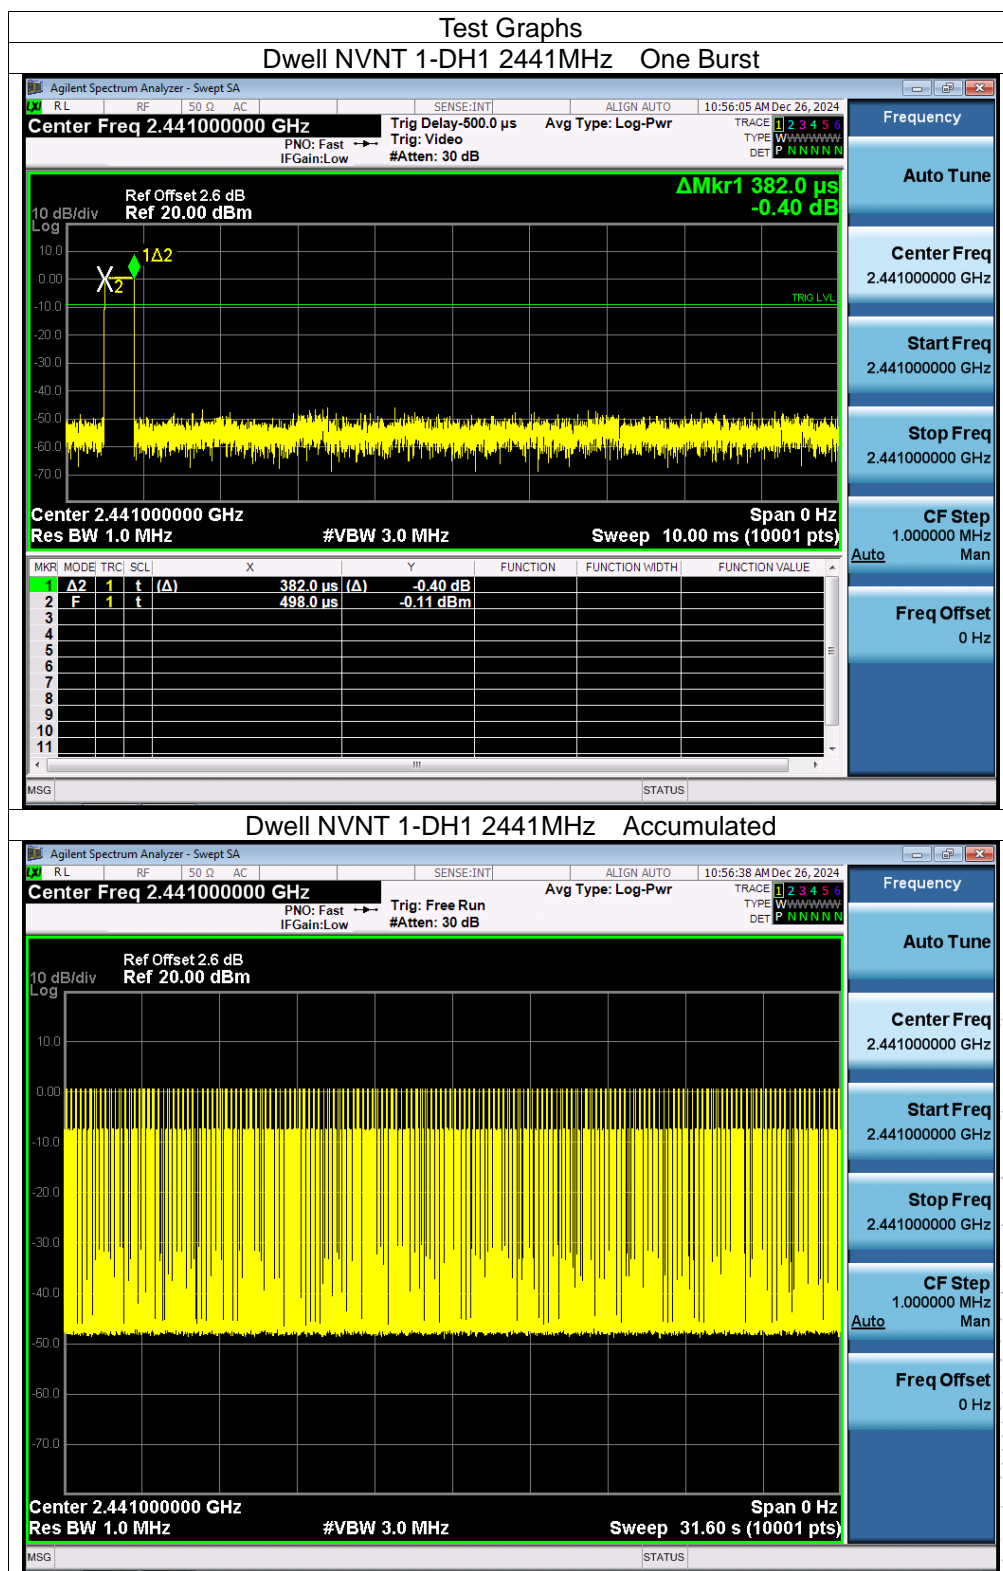 Test Graphs
Dwell NVNT 1-DH1 2441MHz One Burst
Agilent Spectrum Analyzer - Swept SA
LXI RL RF 50 Ω AC SENSE:INT ALIGN AUTO 10:56:05 AM Dec 26, 2024
Center Freq 2.441000000 GHz
PNO: Fast
IFGain:Low
Trig Delay-500.0 µs
Trig: Video
#Atten: 30 dB
Avg Type: Log-Pwr
TRACE 1 2 3 4 5 6
TYPE WWWWWW
DET P N N N N N
Frequency
Auto Tune
Center Freq
2.441000000 GHz
Start Freq
2.441000000 GHz
Stop Freq
2.441000000 GHz
CF Step
1.000000 MHz
Auto Man
Freq Offset
0 Hz
ΔMkr1 382.0 µs
-0.40 dB
Ref Offset 2.6 dB
10 dB/div Ref 20.00 dBm
Log
10.0
0.00
-10.0
-20.0
-30.0
-40.0
-50.0
-60.0
-70.0
X2
1Δ2
TRIG LVL
Center 2.441000000 GHz Span 0 Hz
Res BW 1.0 MHz #VBW 3.0 MHz Sweep 10.00 ms (10001 pts)
MKR MODE TRC SCL X Y FUNCTION FUNCTION WIDTH FUNCTION VALUE
1 Δ2 1 t (Δ) 382.0 µs (Δ) -0.40 dB
2 F 1 t 498.0 µs -0.11 dBm
3
4
5
6
7
8
9
10
11
MSG STATUS
Dwell NVNT 1-DH1 2441MHz Accumulated
Agilent Spectrum Analyzer - Swept SA
LXI RL RF 50 Ω AC SENSE:INT ALIGN AUTO 10:56:38 AM Dec 26, 2024
Center Freq 2.441000000 GHz
PNO: Fast
IFGain:Low
Trig: Free Run
#Atten: 30 dB
Avg Type: Log-Pwr
TRACE 1 2 3 4 5 6
TYPE WWWWWW
DET P N N N N N
Frequency
Auto Tune
Center Freq
2.441000000 GHz
Start Freq
2.441000000 GHz
Stop Freq
2.441000000 GHz
CF Step
1.000000 MHz
Auto Man
Freq Offset
0 Hz
Ref Offset 2.6 dB
10 dB/div Ref 20.00 dBm
Log
10.0
0.00
-10.0
-20.0
-30.0
-40.0
-50.0
-60.0
-70.0
Center 2.441000000 GHz Span 0 Hz
Res BW 1.0 MHz #VBW 3.0 MHz Sweep 31.60 s (10001 pts)
MSG STATUS